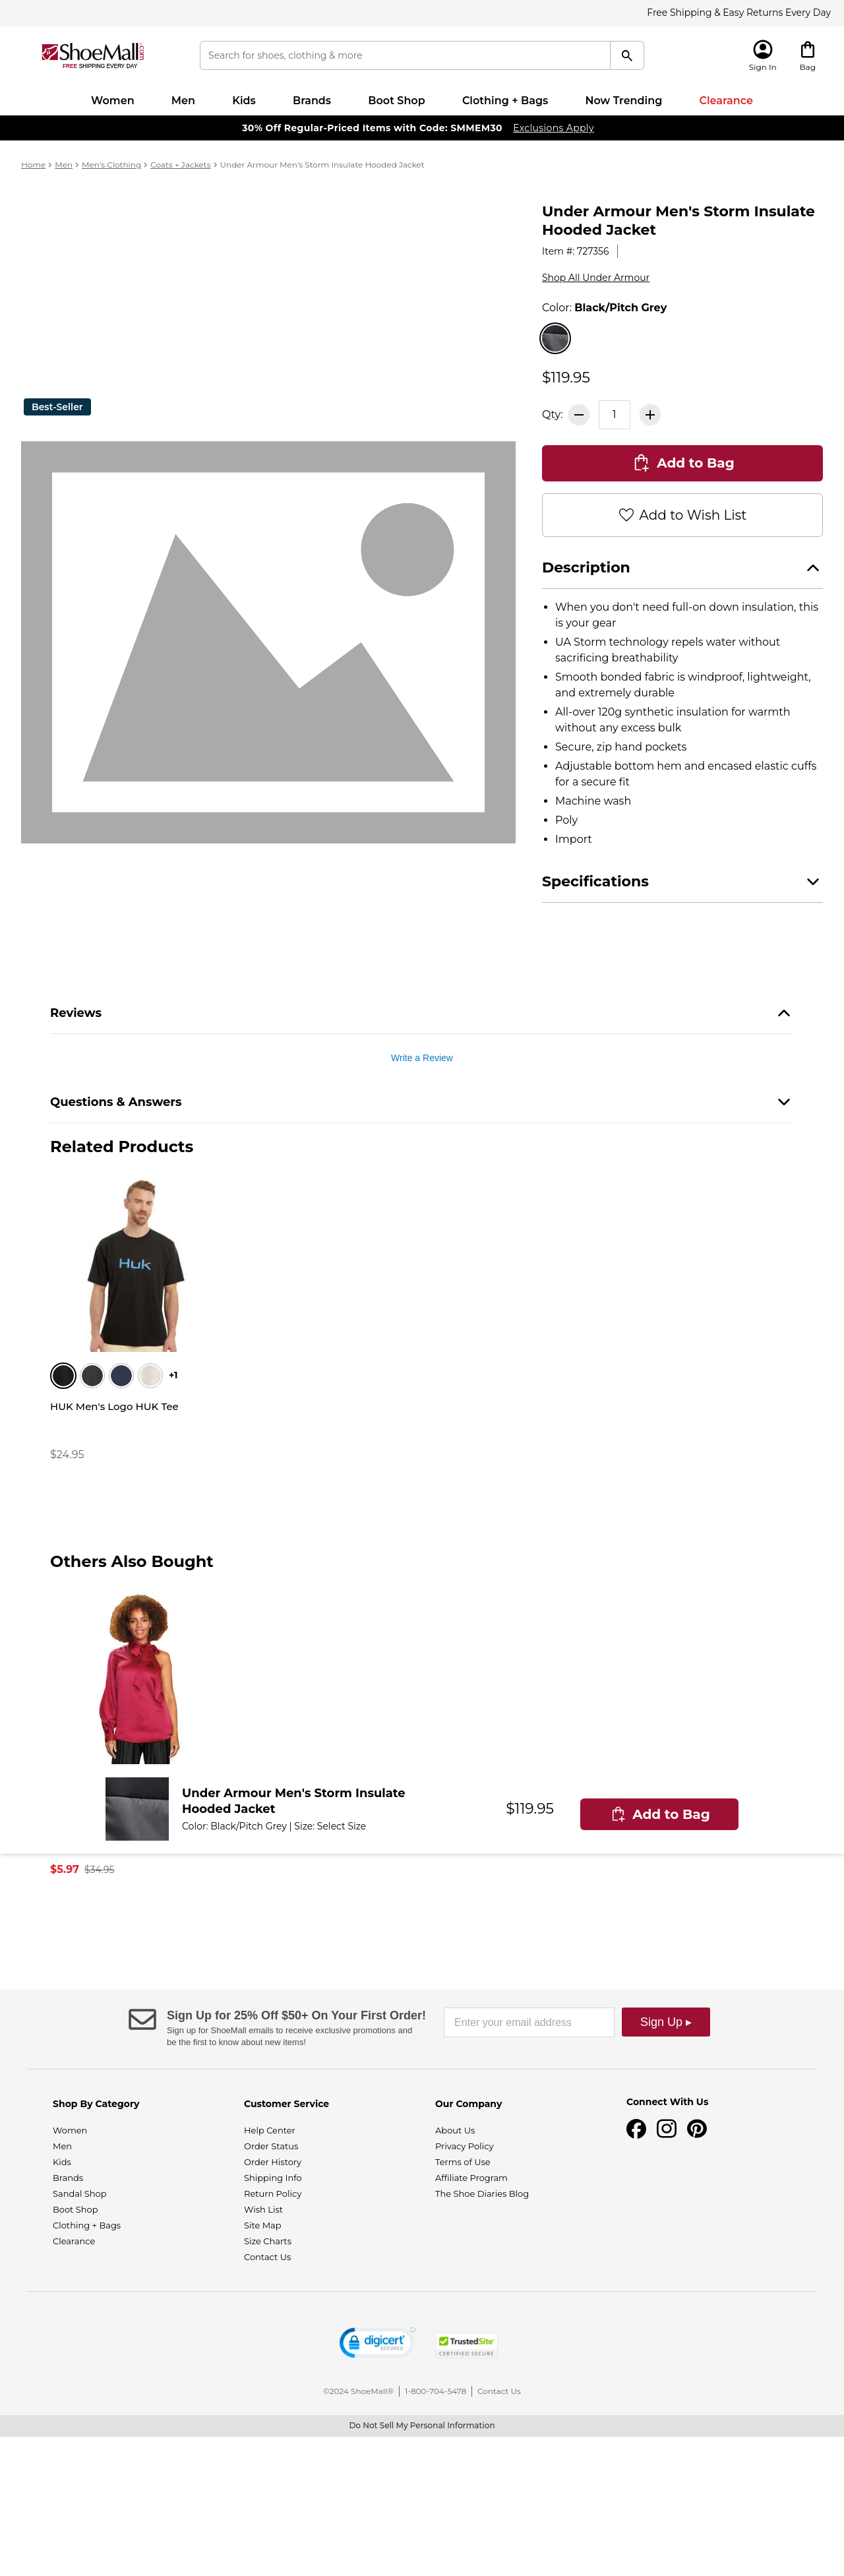 Free Shipping & Easy Returns Every Day
ShoeMall.com
FREE SHIPPING EVERY DAY
Search for shoes, clothing & more
Sign In
Bag
Women
Men
Kids
Brands
Boot Shop
Clothing + Bags
Now Trending
Clearance
30% Off Regular-Priced Items with Code: SMMEM30 Exclusions Apply
Home > Men > Men's Clothing > Coats + Jackets > Under Armour Men's Storm Insulate Hooded Jacket
Best-Seller
Under Armour Men's Storm Insulate
Hooded Jacket
Item #: 727356
Shop All Under Armour
Color: Black/Pitch Grey
$119.95
Qty: 1
Add to Bag
Add to Wish List
Description
• When you don't need full-on down insulation, this
is your gear
• UA Storm technology repels water without
sacrificing breathability
• Smooth bonded fabric is windproof, lightweight,
and extremely durable
• All-over 120g synthetic insulation for warmth
without any excess bulk
• Secure, zip hand pockets
• Adjustable bottom hem and encased elastic cuffs
for a secure fit
• Machine wash
• Poly
• Import
Specifications
Reviews
Write a Review
Questions & Answers
Related Products
Huk
+1
HUK Men's Logo HUK Tee
$24.95
Others Also Bought
Under Armour Men's Storm Insulate
Hooded Jacket
Color: Black/Pitch Grey | Size: Select Size
$119.95
Add to Bag
$5.97 $34.95
Sign Up for 25% Off $50+ On Your First Order!
Sign up for ShoeMall emails to receive exclusive promotions and
be the first to know about new items!
Enter your email address
Sign Up ▸
Shop By Category
Women
Men
Kids
Brands
Sandal Shop
Boot Shop
Clothing + Bags
Clearance
Customer Service
Help Center
Order Status
Order History
Shipping Info
Return Policy
Wish List
Site Map
Size Charts
Contact Us
Our Company
About Us
Privacy Policy
Terms of Use
Affiliate Program
The Shoe Diaries Blog
Connect With Us
digicert
SECURED
TrustedSite
CERTIFIED SECURE
©2024 ShoeMall® | 1-800-704-5478 | Contact Us
Do Not Sell My Personal Information